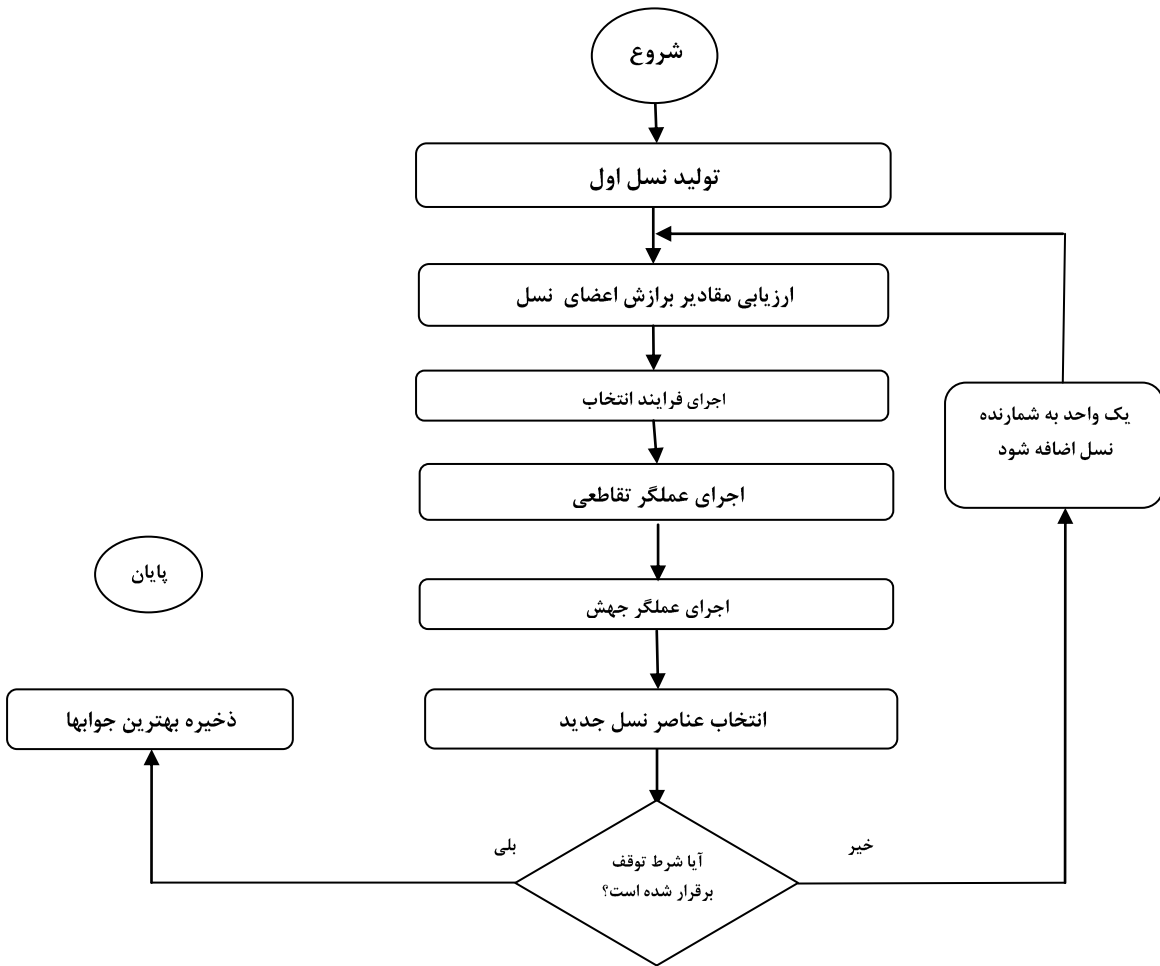 شروع
تولید نسل اول
ارزیابی مقادیر برازش اعضای نسل
اجرای فرایند انتخاب
یک واحد به شمارنده
نسل اضافه شود
اجرای عملگر تقاطعی
پایان
اجرای عملگر جهش
ذخیره بهترین جوابها
انتخاب عناصر نسل جدید
بلی
خیر
آیا شرط توقف
برقرار شده است؟